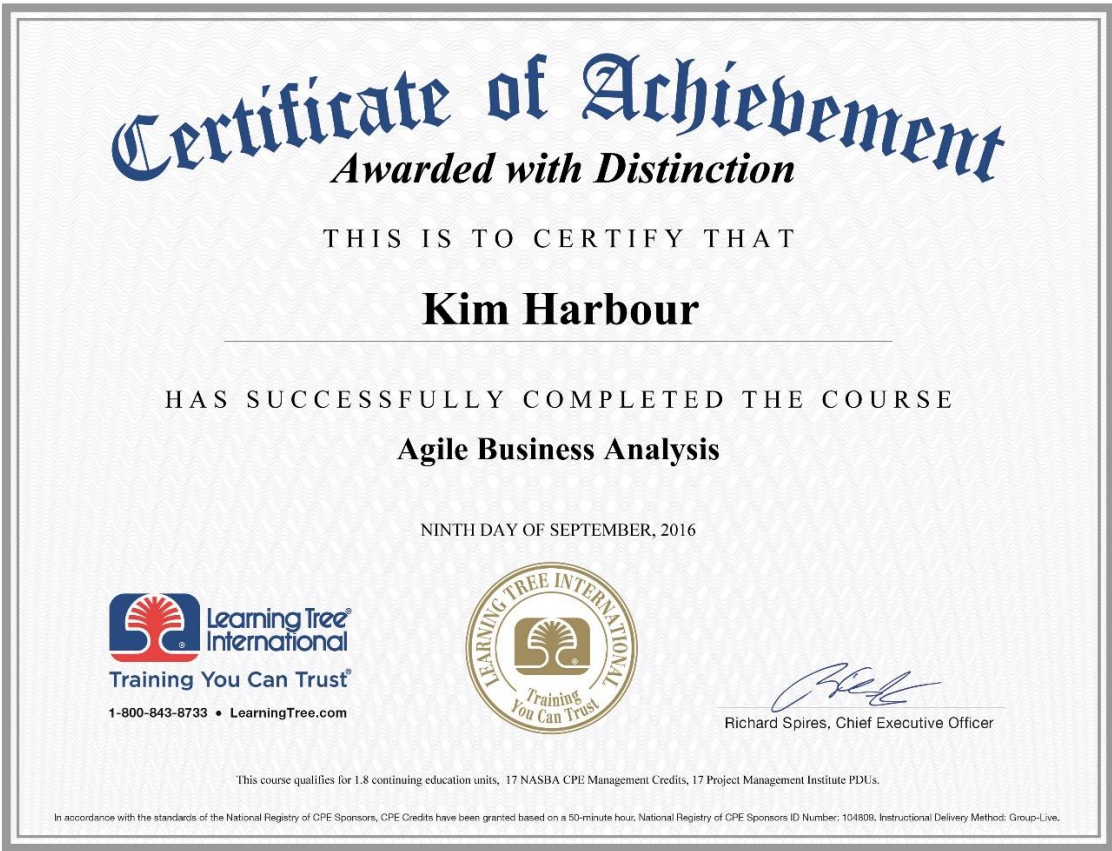 Certificate of Achievement
Awarded with Distinction
THIS IS TO CERTIFY THAT
Kim Harbour
HAS SUCCESSFULLY COMPLETED THE COURSE
Agile Business Analysis
NINTH DAY OF SEPTEMBER, 2016
Learning Tree®
International
Training You Can Trust®
1-800-843-8733 • LearningTree.com
LEARNING TREE INTERNATIONAL
Training
You Can Trust
Richard Spires, Chief Executive Officer
This course qualifies for 1.8 continuing education units, 17 NASBA CPE Management Credits, 17 Project Management Institute PDUs.
In accordance with the standards of the National Registry of CPE Sponsors, CPE Credits have been granted based on a 50-minute hour. National Registry of CPE Sponsors ID Number: 104809. Instructional Delivery Method: Group-Live.